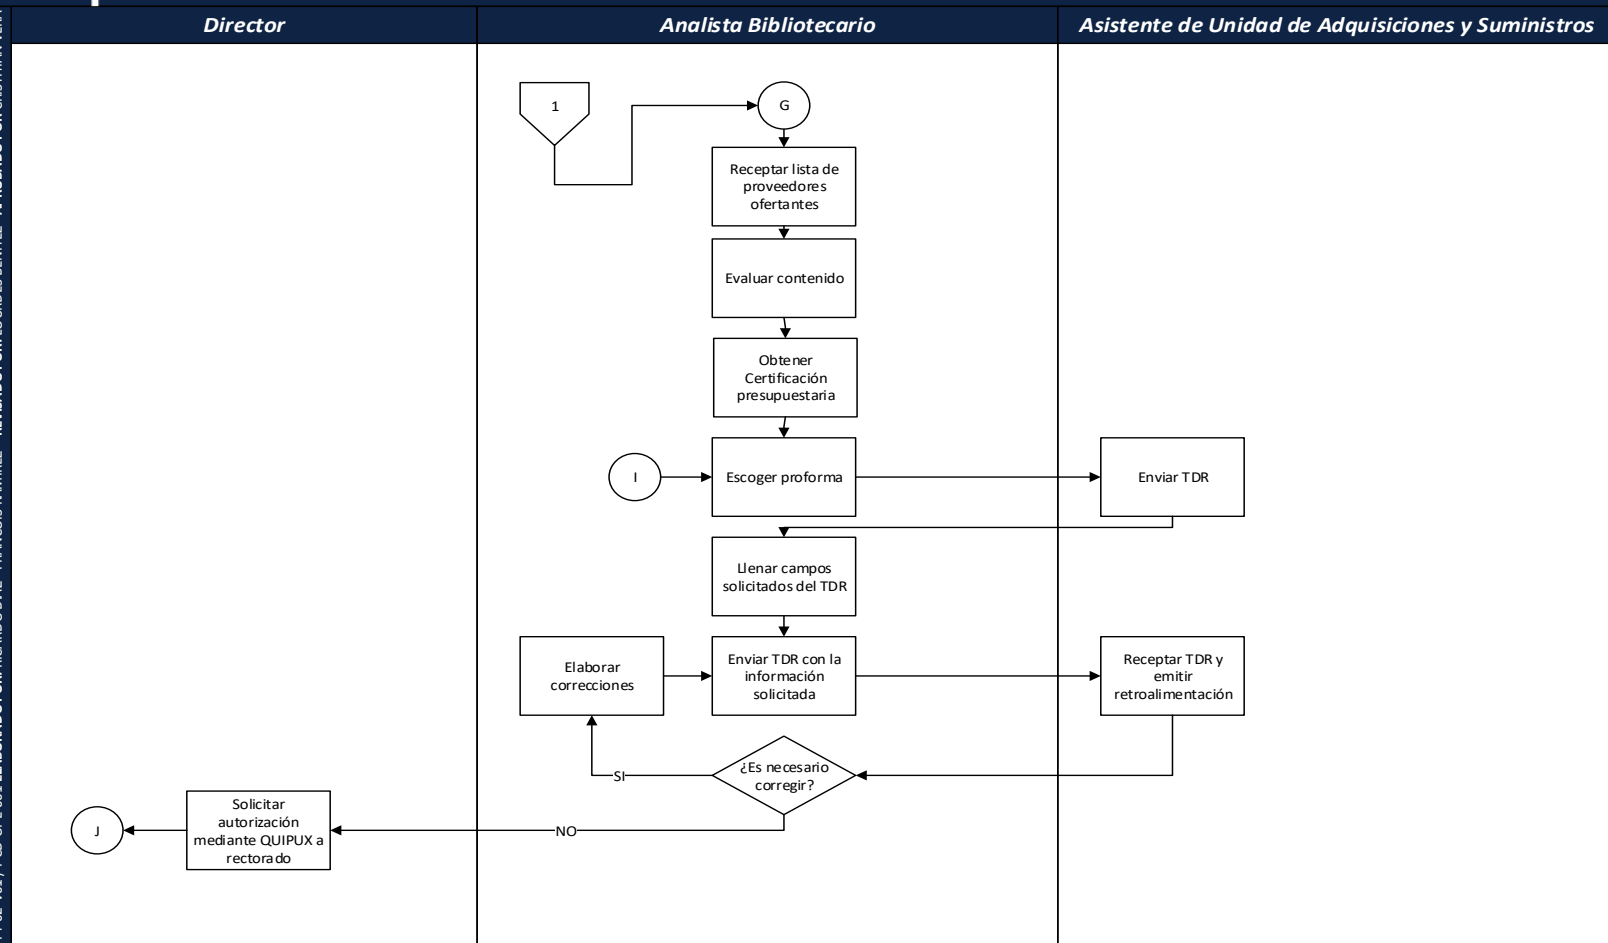 Director
Analista Bibliotecario
Asistente de Unidad de Adquisiciones y Suministros
1
G
Receptar lista de
proveedores
ofertantes
Evaluar contenido
Obtener
Certificación
presupuestaria
I
Escoger proforma
Enviar TDR
Llenar campos
solicitados del TDR
Elaborar
correcciones
Enviar TDR con la
información
solicitada
Receptar TDR y
emitir
retroalimentación
¿Es necesario
corregir?
SI
NO
Solicitar
autorización
mediante QUIPUX a
rectorado
J